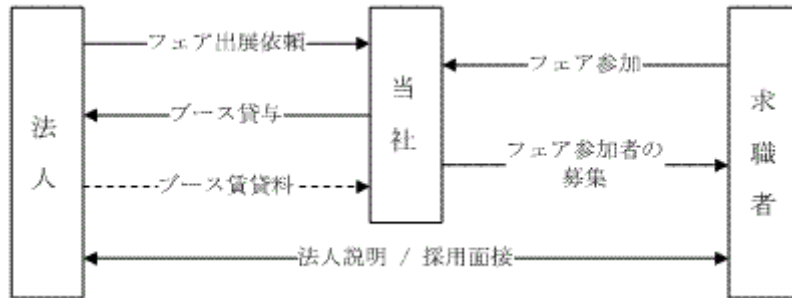 法人
フェア出展依頼
ブース貸与
ブース賃貸料
当社
フェア参加
フェア参加者の
募集
求職者
法人説明 / 採用面接